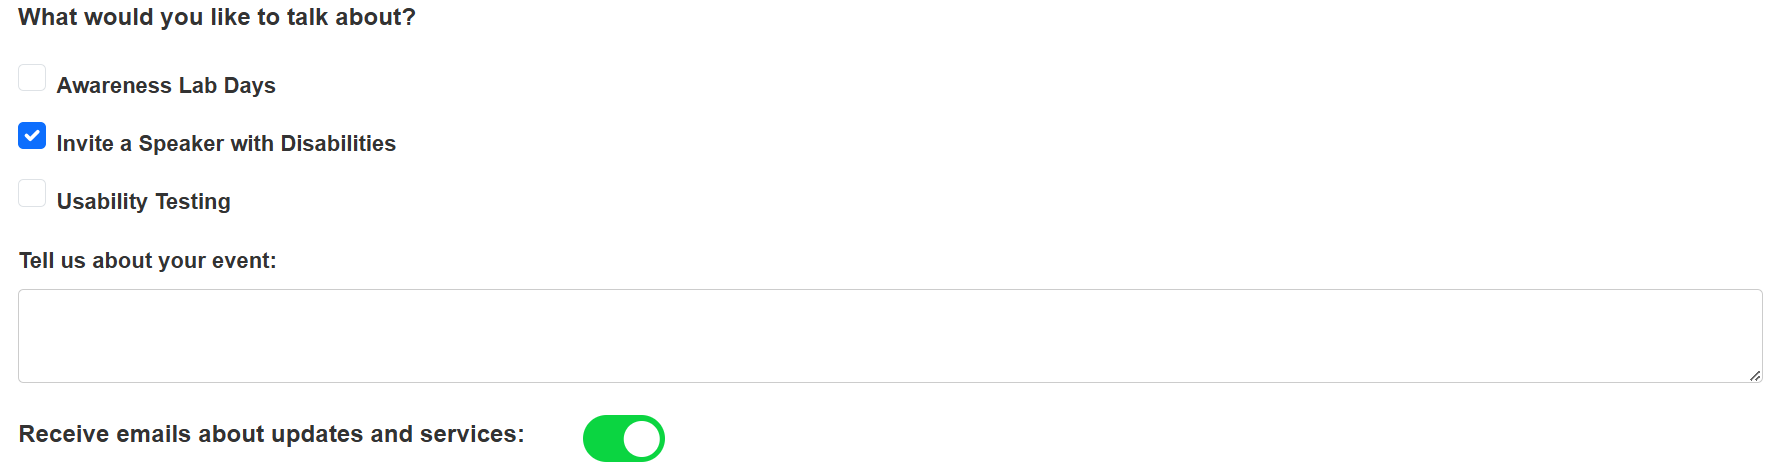 What would you like to talk about?
Awareness Lab Days
Invite a Speaker with Disabilities
Usability Testing
Tell us about your event:
Receive emails about updates and services: